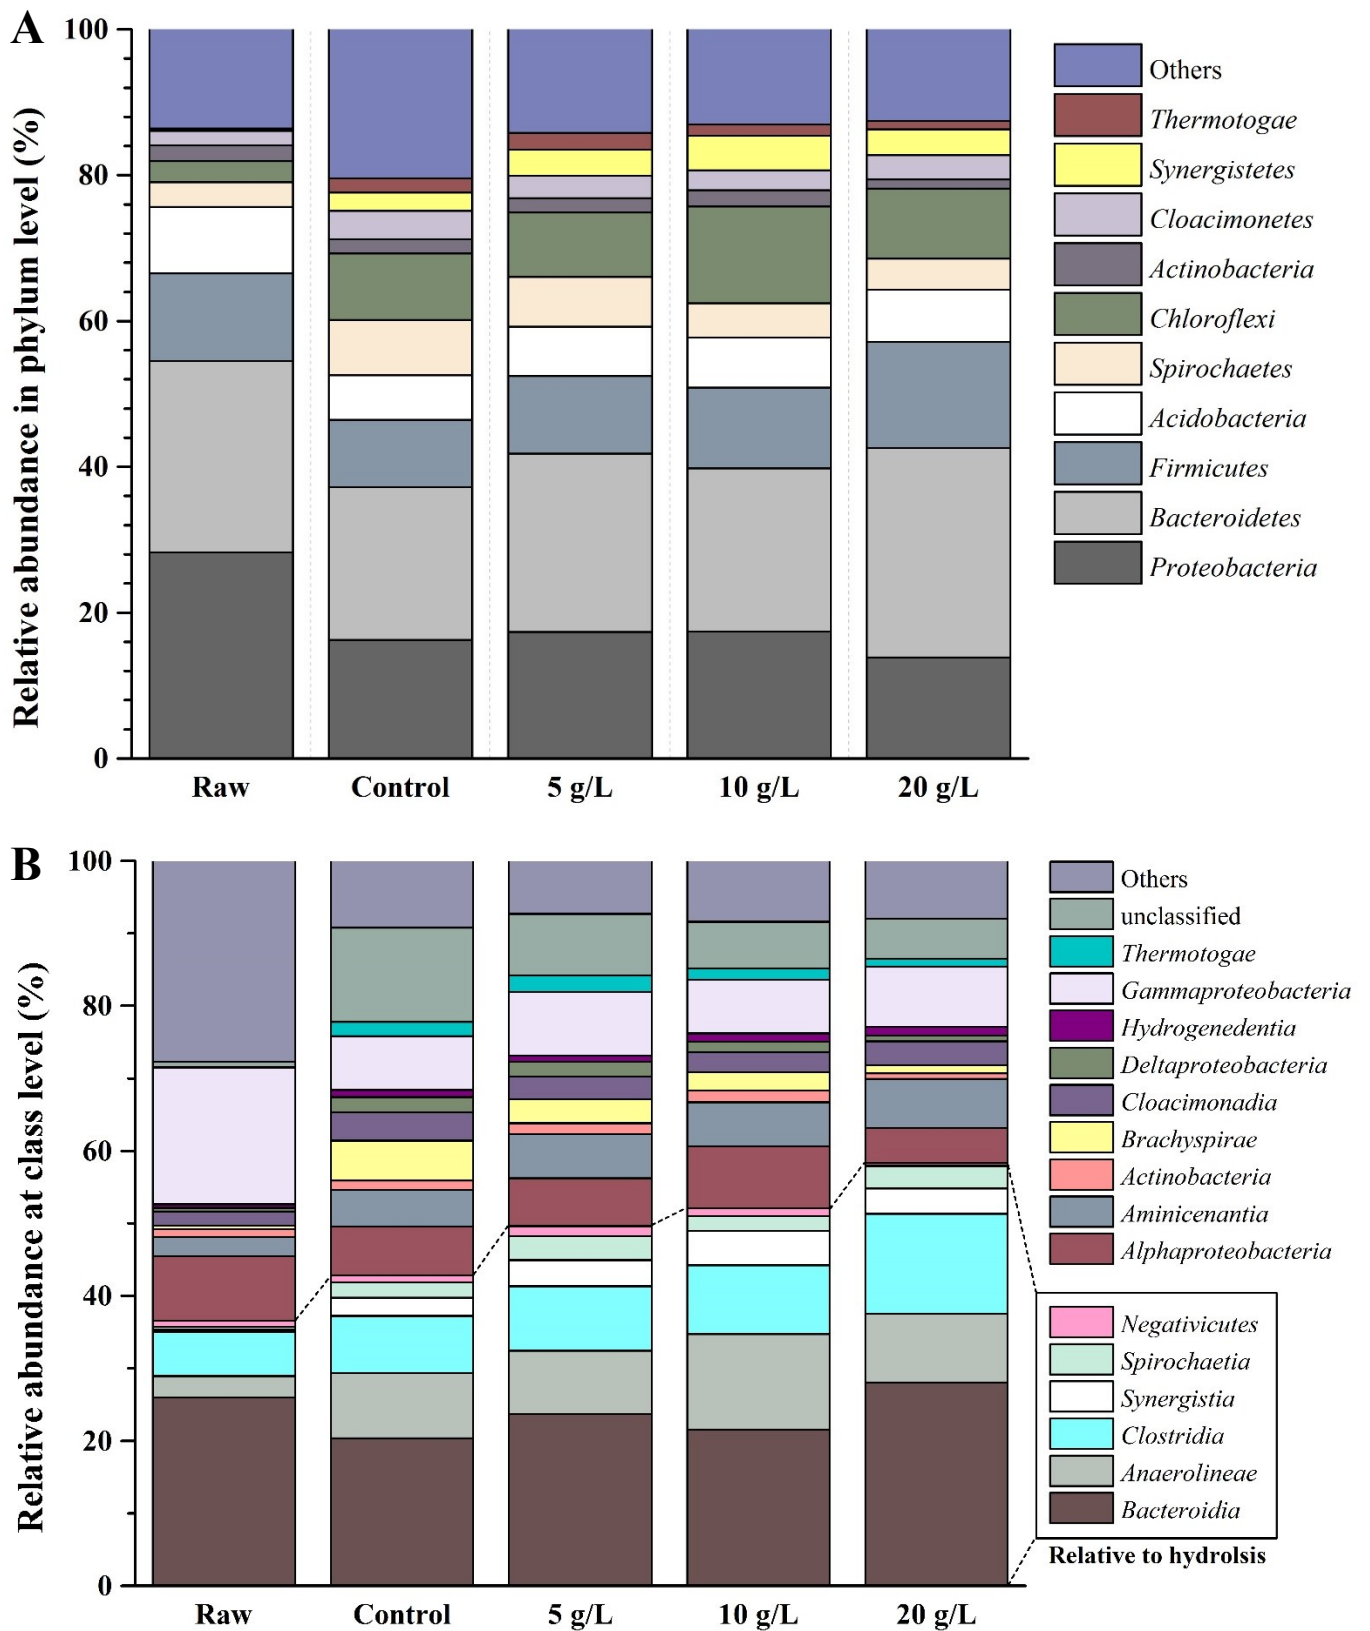 A
Relative abundance in phylum level (%)
100
80
60
40
20
0
Raw
Control
5 g/L
10 g/L
20 g/L
Others
Thermotogae
Synergistetes
Cloacimonetes
Actinobacteria
Chloroflexi
Spirochaetes
Acidobacteria
Firmicutes
Bacteroidetes
Proteobacteria
B
Relative abundance at class level (%)
100
80
60
40
20
0
Raw
Control
5 g/L
10 g/L
20 g/L
Others
unclassified
Thermotogae
Gammaproteobacteria
Hydrogenedentia
Deltaproteobacteria
Cloacimonadia
Brachyspirae
Actinobacteria
Aminicenantia
Alphaproteobacteria
Negativicutes
Spirochaetia
Synergistia
Clostridia
Anaerolineae
Bacteroidia
Relative to hydrolsis